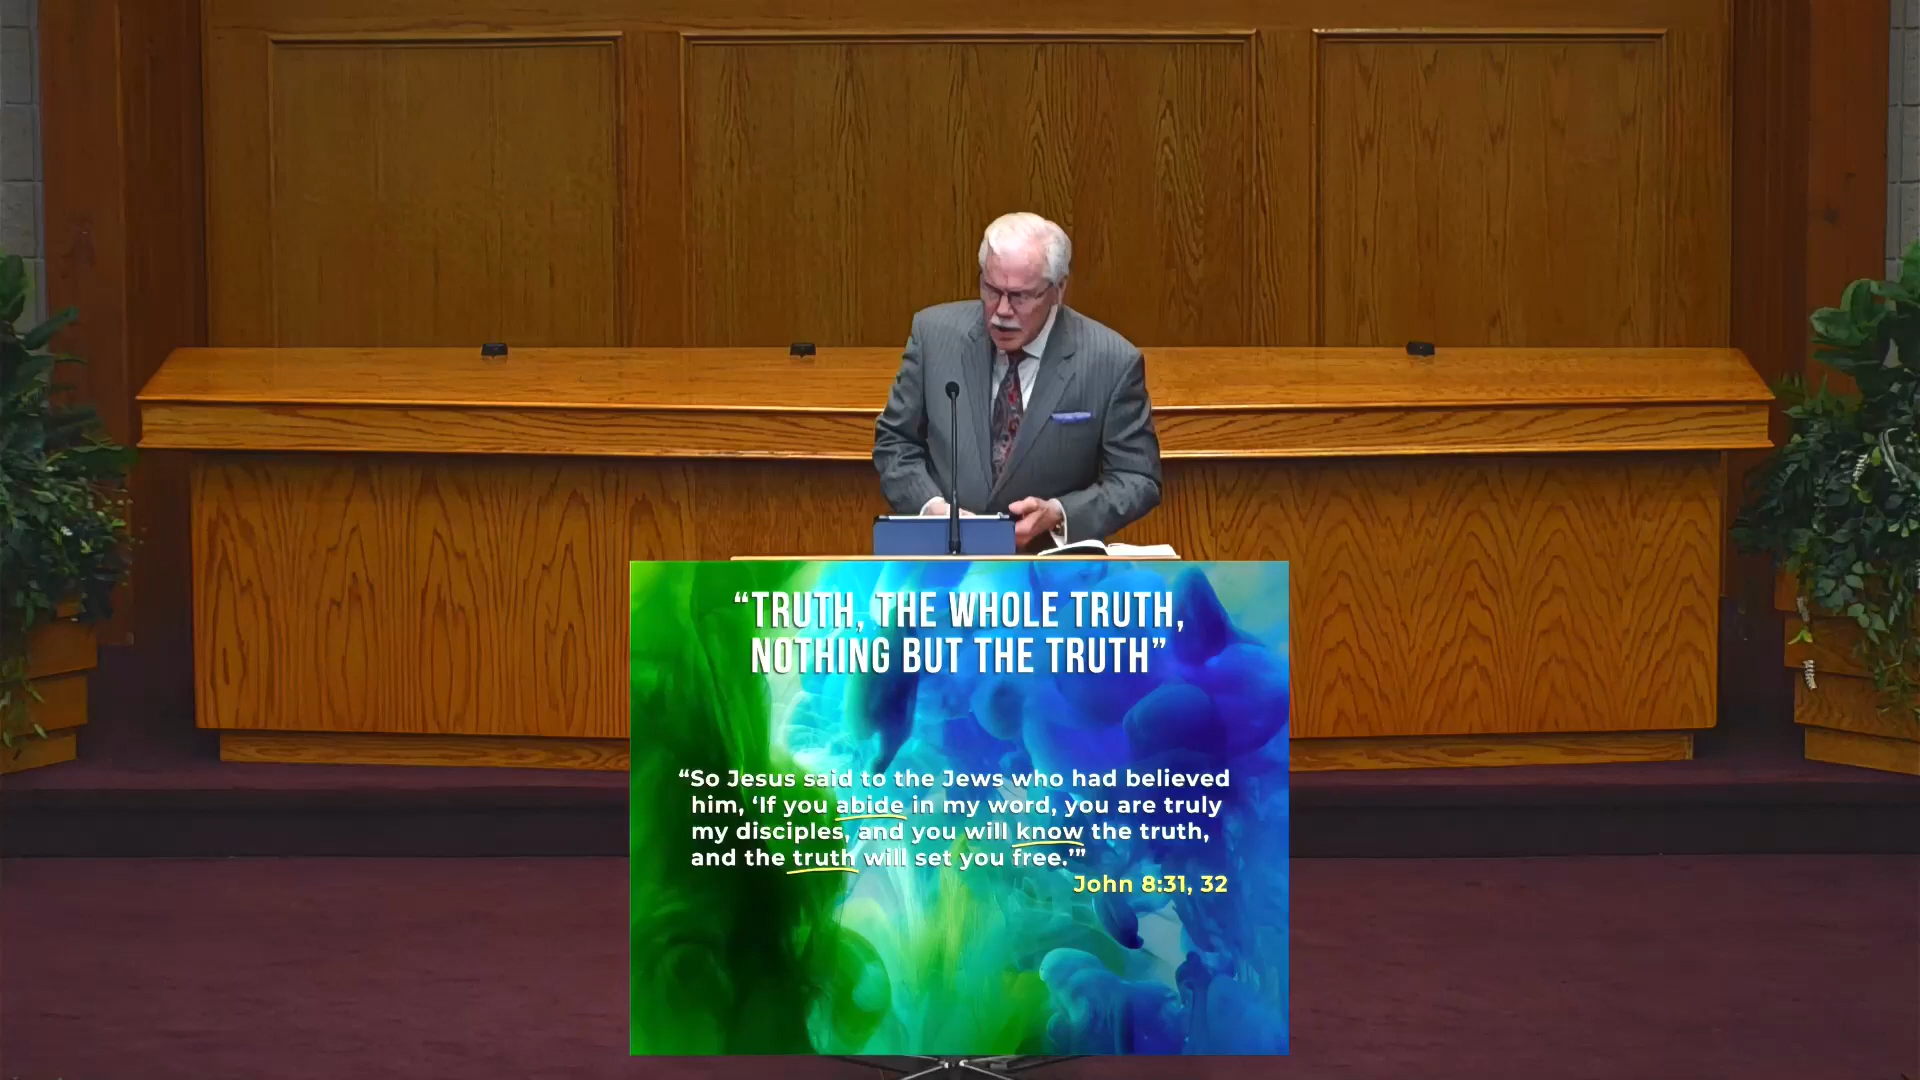 “TRUTH, THE WHOLE TRUTH,
NOTHING BUT THE TRUTH”
“So Jesus said to the Jews who had believed
him, ‘If you abide in my word, you are truly
my disciples, and you will know the truth,
and the truth will set you free.’”
John 8:31, 32